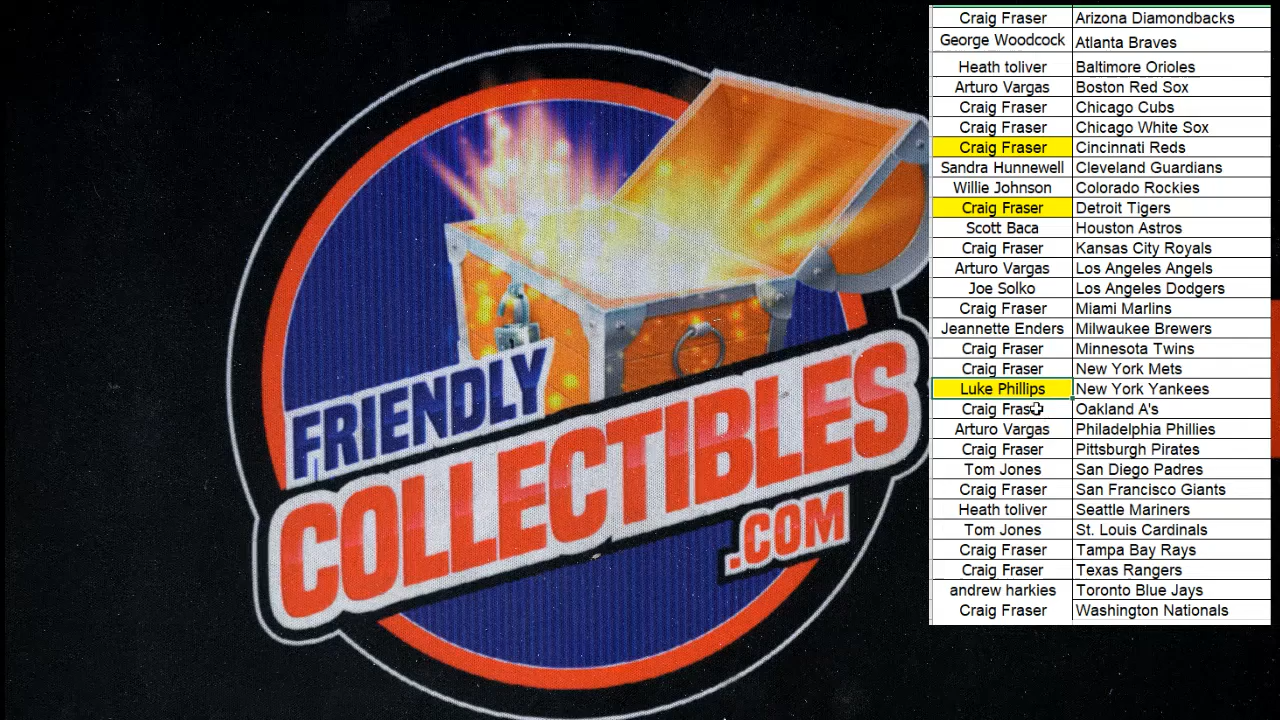 FRIENDLY
COLLECTIBLES
.COM
Craig Fraser Arizona Diamondbacks
George Woodcock Atlanta Braves
Heath toliver Baltimore Orioles
Arturo Vargas Boston Red Sox
Craig Fraser Chicago Cubs
Craig Fraser Chicago White Sox
Craig Fraser Cincinnati Reds
Sandra Hunnewell Cleveland Guardians
Willie Johnson Colorado Rockies
Craig Fraser Detroit Tigers
Scott Baca Houston Astros
Craig Fraser Kansas City Royals
Arturo Vargas Los Angeles Angels
Joe Solko Los Angeles Dodgers
Craig Fraser Miami Marlins
Jeannette Enders Milwaukee Brewers
Craig Fraser Minnesota Twins
Craig Fraser New York Mets
Luke Phillips New York Yankees
Craig Fraser Oakland A's
Arturo Vargas Philadelphia Phillies
Craig Fraser Pittsburgh Pirates
Tom Jones San Diego Padres
Craig Fraser San Francisco Giants
Heath toliver Seattle Mariners
Tom Jones St. Louis Cardinals
Craig Fraser Tampa Bay Rays
Craig Fraser Texas Rangers
andrew harkies Toronto Blue Jays
Craig Fraser Washington Nationals